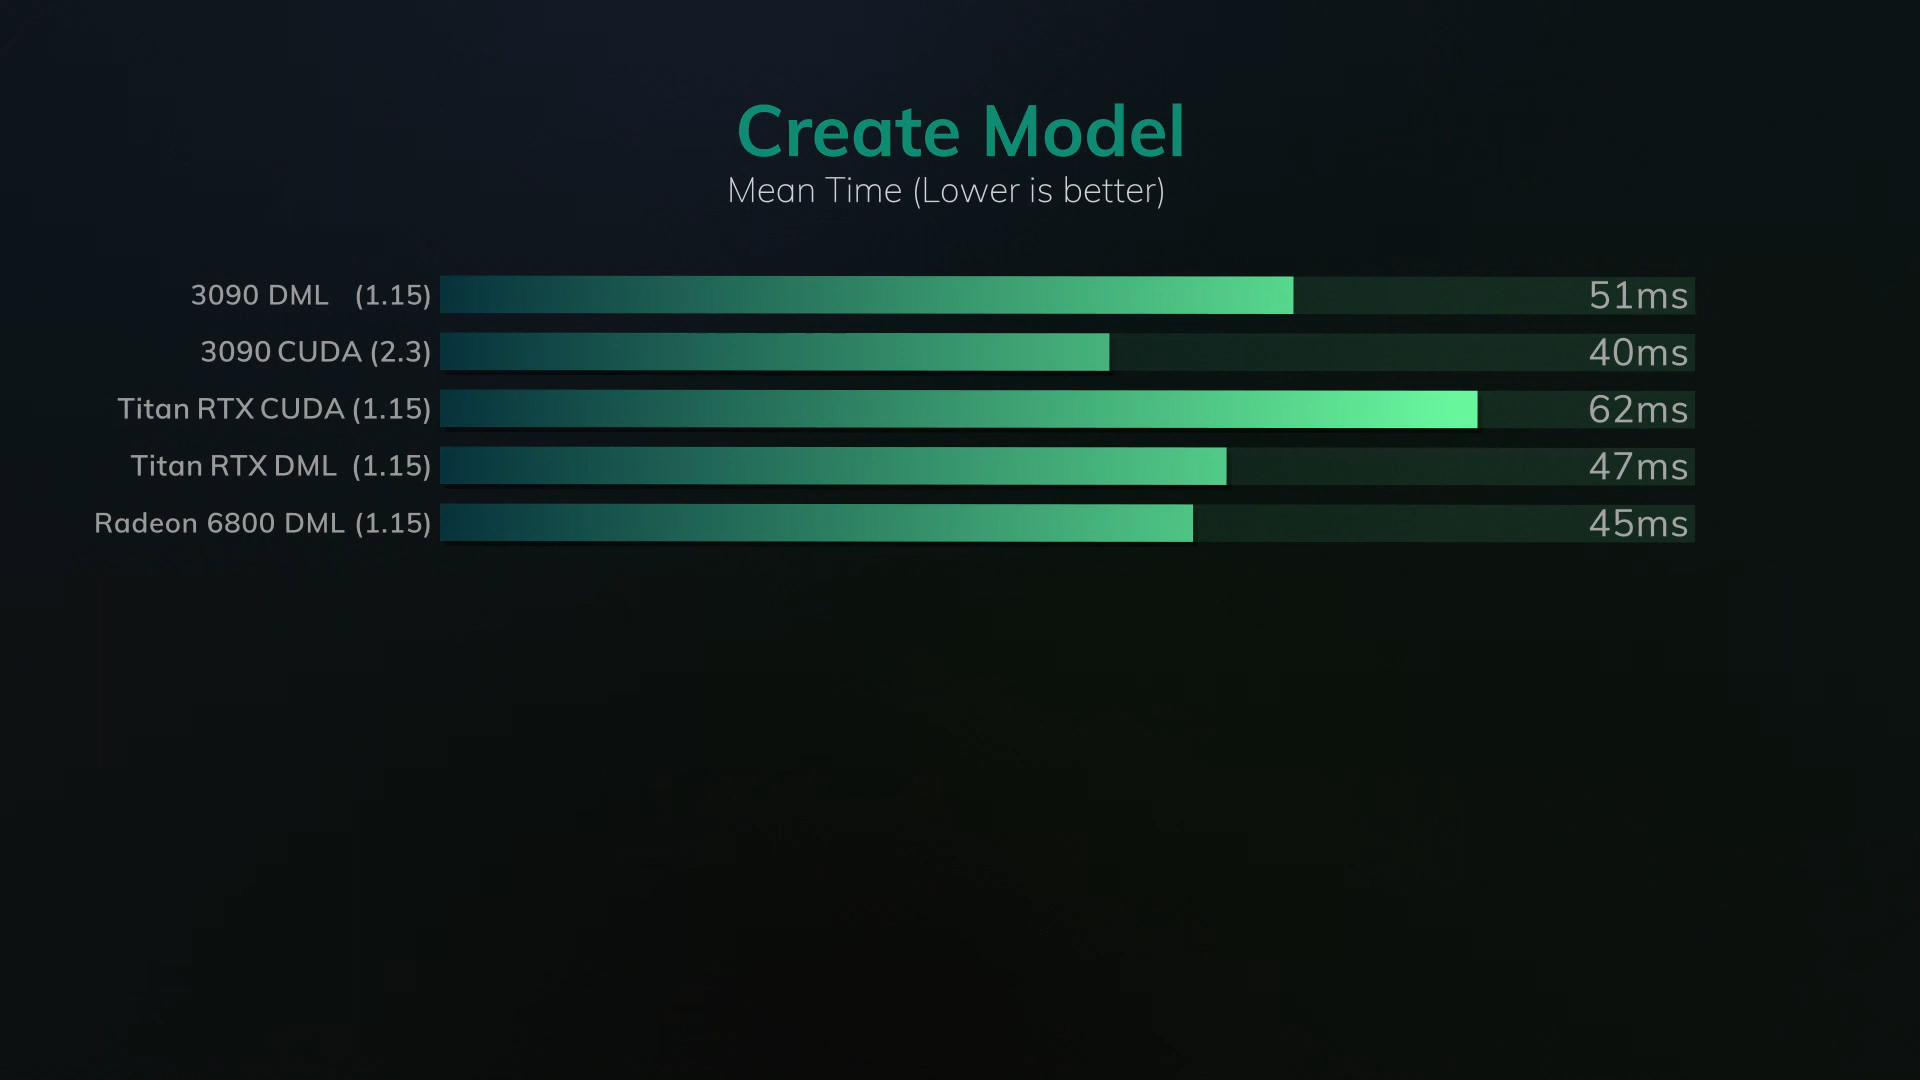 Create Model
Mean Time (Lower is better)
3090 DML (1.15) 51ms
3090 CUDA (2.3) 40ms
Titan RTX CUDA (1.15) 62ms
Titan RTX DML (1.15) 47ms
Radeon 6800 DML (1.15) 45ms